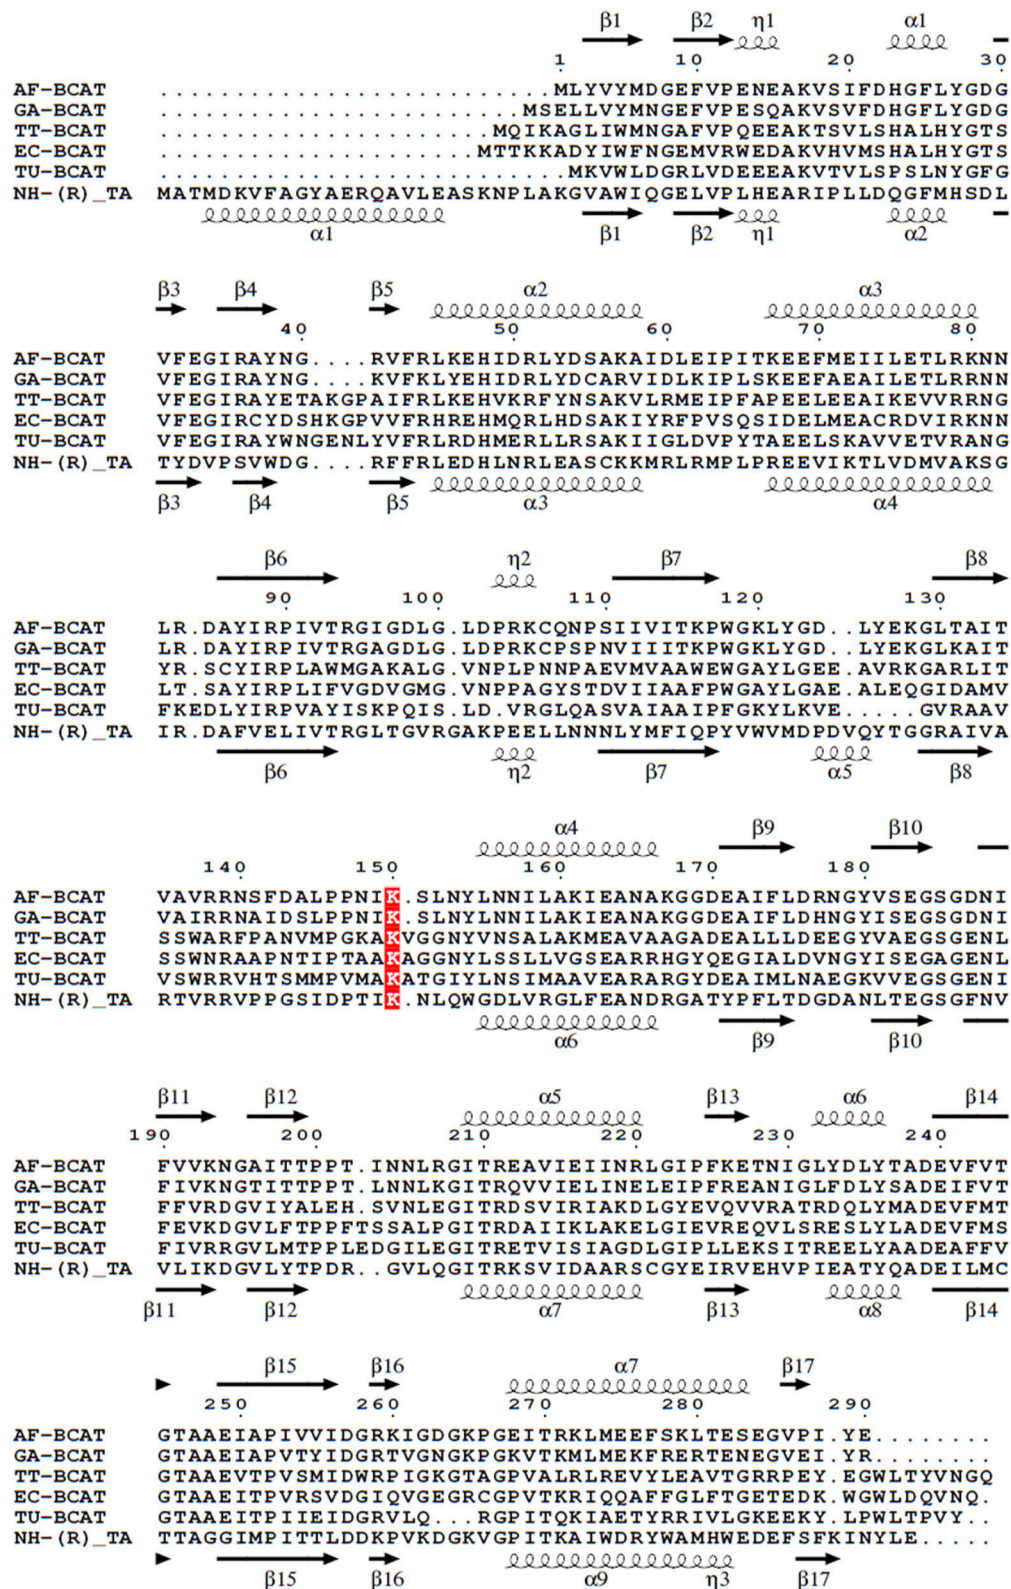 β1 β2 η1 α1
1 10 20 30
AF-BCAT ..........................MLYVYMDGEFVPENEAKVSIFDHGFLYGDG
GA-BCAT ........................MSELLVYMNGEFVPESQAKVSVFDHGFLYGDG
TT-BCAT ......................MQIKAGLIWMNGAFVPQEEAKTSVLSHALHYGTS
EC-BCAT .....................MTTKKADYIWFNGEMVRWEDAKVHVMSHALHYGTS
TU-BCAT ...........................MKVWLDGRLVDEEEAKVTVLSPSLNYGFG
NH-(R)_TA MATMDKVFAGYAERQAVLEASKNPLAKGVAWIQGELVPLHEARIPLLDQGFMHSDL
α1 β1 β2 η1 α2
β3 β4 β5 α2 α3
40 50 60 70 80
AF-BCAT VFEGIRAYNG....RVFRLKEHIDRLYDSAKAIDLEIPITKEEFMEIILETLRKNN
GA-BCAT VFEGIRAYNG....KVFKLYEHIDRLYDCARVIDLKIPLSKEEFAEAILETLRRNN
TT-BCAT VFEGIRAYETAKGPAIFRLKEHVKRFYNSAKVLRMEIPFAPEELEEAIKEVVRRNG
EC-BCAT VFEGIRCYDSHKGPVVFRHREHMQRLHDSAKIYRFPVSQSIDELMEACRDVIRKNN
TU-BCAT VFEGIRAYWNGENLYVFRLRDHMERLLRSAKIIGLDVPYTAEELSKAVVETVRANG
NH-(R)_TA TYDVPSVWDG....RFFRLEDHLNRLEASCKKMRLRMPLPREEVIKTLVDMVAKSG
β3 β4 β5 α3 α4
β6 η2 β7 β8
90 100 110 120 130
AF-BCAT LR.DAYIRPIVTRGIGDLG.LDPRKCQNPSIIVITKPWGKLYGD..LYEKGLTAIT
GA-BCAT LR.DAYIRPIVTRGAGDLG.LDPRKCPSPNVIIITKPWGKLYGD..LYEKGLKAIT
TT-BCAT YR.SCYIRPLAWMGAKALG.VNPLPNNPAEVMVAAWEWGAYLGEE.AVRKGARLIT
EC-BCAT LT.SAYIRPLIFVGDVGMG.VNPPAGYSTDVIIAAFPWGAYLGAE.ALEQGIDAMV
TU-BCAT FKEDLYIRPVAYISKPQIS.LD.VRGLQASVAIAAIPFGKYLKVE.....GVRAAV
NH-(R)_TA IR.DAFVELIVTRGLTGVRGAKPEELLNNNLYMFIQPYVWVMDPDVQYTGGRAIVA
β6 η2 β7 α5 β8
α4 β9 β10
140 150 160 170 180
AF-BCAT VAVRRNSFDALPPNIK.SLNYLNNILAKIEANAKGGDEAIFLDRNGYVSEGSGDNI
GA-BCAT VAIRRNAIDSLPPNIK.SLNYLNNILAKIEANAKGGDEAIFLDHNGYISEGSGDNI
TT-BCAT SSWARFPANVMPGKAKVGGNYVNSALAKMEAVAAGADEALLLDEEGYVAEGSGENL
EC-BCAT SSWNRAAPNTIPTAAKAGGNYLSSLLVGSEARRHGYQEGIALDVNGYISEGAGENL
TU-BCAT VSWRRVHTSMMPVMAKATGIYLNSIMAAVEARARGYDEAIMLNAEGKVVEGSGENI
NH-(R)_TA RTVRRVPPGSIDPTIK.NLQWGDLVRGLFEANDRGATYPFLTDGDANLTEGSGFNV
α6 β9 β10
β11 β12 α5 β13 α6 β14
190 200 210 220 230 240
AF-BCAT FVVKNGAITTPPT.INNLRGITREAVIEIINRLGIPFKETNIGLYDLYTADEVFVT
GA-BCAT FIVKNGTITTPPT.LNNLKGITRQVVIELINELEIPFREANIGLFDLYSADEIFVT
TT-BCAT FFVRDGVIYALEH.SVNLEGITRDSVIRIAKDLGYEVQVVRATRDQLYMADEVFMT
EC-BCAT FEVKDGVLFTPPFTSSALPGITRDAIIKLAKELGIEVREQVLSRESLYLADEVFMS
TU-BCAT FIVRRGVLMTPPLEDGILEGITRETVISIAGDLGIPLLEKSITREELYAADEAFFV
NH-(R)_TA VLIKDGVLYTPDR..GVLQGITRKSVIDAARSCGYEIRVEHVPIEATYQADEILMC
β11 β12 α7 β13 α8 β14
β15 β16 α7 β17
250 260 270 280 290
AF-BCAT GTAAEIAPIVVIDGRKIGDGKPGEITRKLMEEFSKLTESEGVPI.YE........
GA-BCAT GTAAEIAPVTYIDGRTVGNGKPGKVTKMLMEKFRERTENEGVEI.YR........
TT-BCAT GTAAEVTPVSMIDWRPIGKGTAGPVALRLREVYLEAVTGRRPEY.EGWLTYVNGQ
EC-BCAT GTAAEITPVRSVDGIQVGEGRCGPVTKRIQQAFFGLFTGETEDK.WGWLDQVNQ.
TU-BCAT GTAAEITPIIEIDGRVLQ...RGPITQKIAETYRRIVLGKEEKY.LPWLTPVY..
NH-(R)_TA TTAGGIMPITTLDDKPVKDGKVGPITKAIWDRYWAMHWEDEFSFKINYLE.....
β15 β16 α9 η3 β17